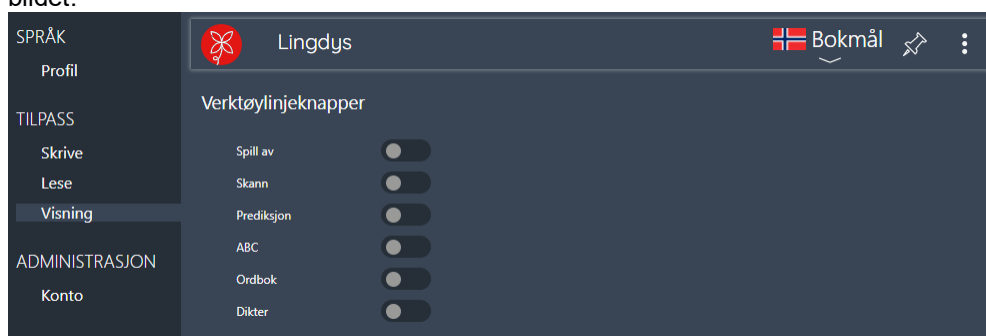 bildet:
SPRÅK
Profil
TILPASS
Skrive
Lese
Visning
ADMINISTRASJON
Konto
Lingdys
Bokmål
Verktøylinjeknapper
Spill av
Skann
Prediksjon
ABC
Ordbok
Dikter